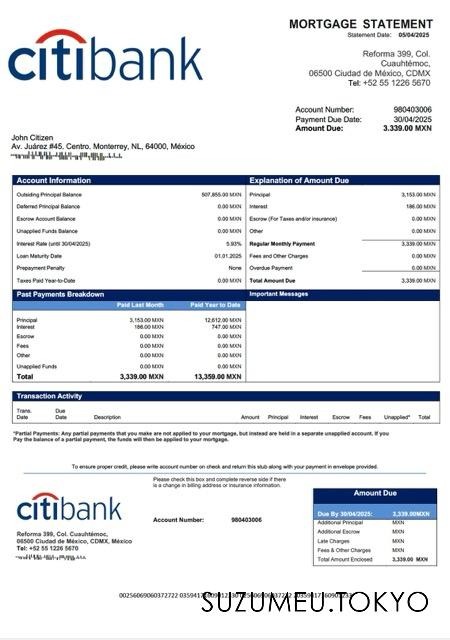 MORTGAGE STATEMENT
Statement Date: 05/04/2025
citibank
Reforma 399, Col.
Cuauhtémoc,
06500 Ciudad de México, CDMX
Tel: +52 55 1226 5670
Account Number: 980403006
Payment Due Date: 30/04/2025
Amount Due: 3.339.00 MXN
John Citizen
Av. Juárez #45, Centro, Monterrey, NL, 64000, México
Account Information
Outsiding Principal Balance 507,855.00 MXN
Deferred Principal Balance 0.00 MXN
Escrow Account Balance 0.00 MXN
Unapplied Funds Balance 0.00 MXN
Interest Rate (until 30/04/2025) 5.93%
Loan Maturity Date 01.01.2025
Prepayment Penalty None
Taxes Paid Year-to-Date 0.00 MXN
Explanation of Amount Due
Principal 3,153.00 MXN
Interest 186.00 MXN
Escrow (For Taxes and/or insurance) 0.00 MXN
Other 0.00 MXN
Regular Monthly Payment 3,339.00 MXN
Fees and Other Charges 0.00 MXN
Overdue Payment 0.00 MXN
Total Amount Due 3,339.00 MXN
Past Payments Breakdown
Paid Last Month Paid Year to Date
Principal 3,153.00 MXN 12,612.00 MXN
Interest 186.00 MXN 747.00 MXN
Escrow 0.00 MXN 0.00 MXN
Fees 0.00 MXN 0.00 MXN
Other 0.00 MXN 0.00 MXN
Unapplied Funds 0.00 MXN 0.00 MXN
Total 3,339.00 MXN 13,359.00 MXN
Important Messages
Transaction Activity
Trans. Date Due Date Description Amount Principal Interest Escrow Fees Unapplied* Total
*Partial Payments: Any partial payments that you make are not applied to your mortgage, but instead are held in a separate unapplied account. If you
Pay the balance of a partial payment, the funds will then be applied to your mortgage.
To ensure proper credit, please write account number on check and return this stub along with your payment in envelope provided.
Please check this box and complete reverse side if there
is a change in billing address or insurance information.
citibank
Account Number: 980403006
Reforma 399, Col. Cuauhtémoc,
06500 Ciudad de México, CDMX, México
Tel: +52 55 1226 5670
Amount Due
Due By 30/04/2025: 3,339.00MXN
Additional Principal MXN
Additional Escrow MXN
Late Charges MXN
Fees & Other Charges MXN
Total Amount Enclosed 3,339.00 MXN
SUZUMEU.TOKYO